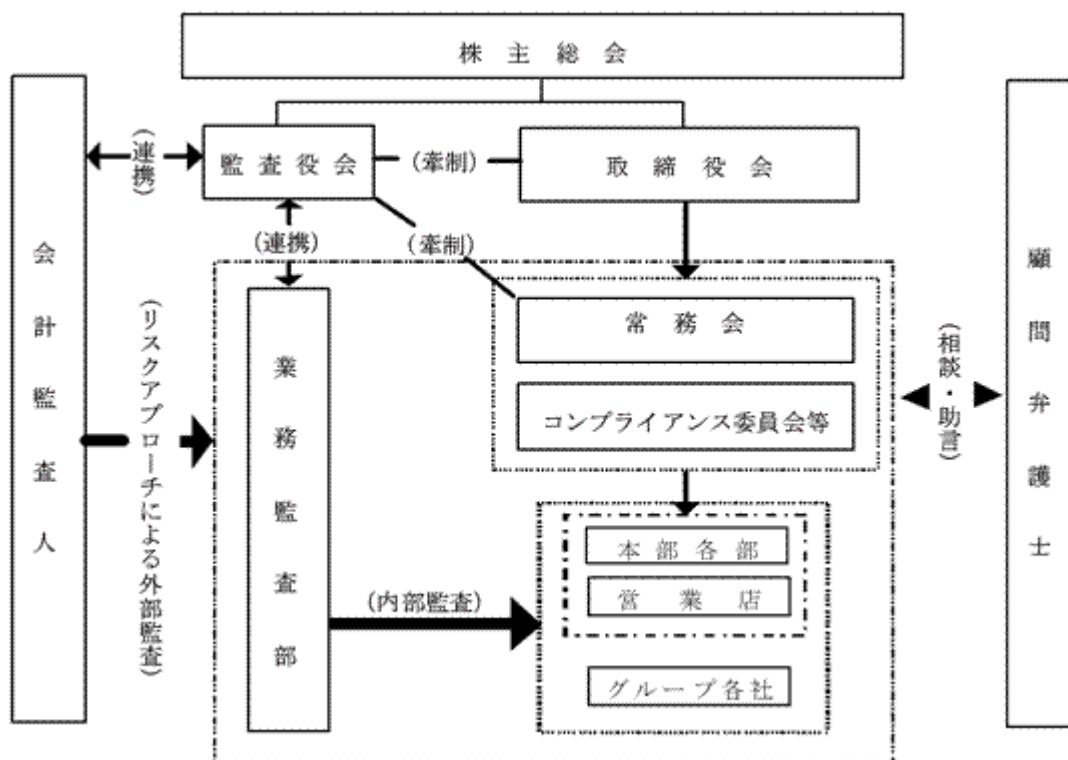 株主総会
監査役会
(牽制)
取締役会
(連携)
(連携)
(牽制)
会計監査人
(リスクアプローチによる外部監査)
業務監査部
常務会
コンプライアンス委員会等
(相談・助言)
顧問弁護士
本部各部
営業店
(内部監査)
グループ各社